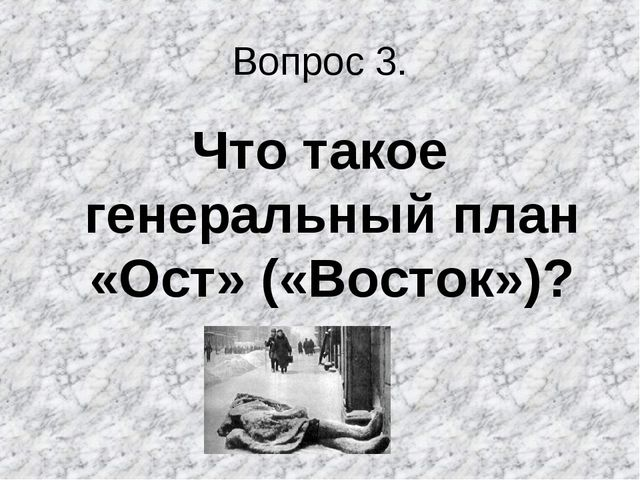 Вопрос 3.
Что такое
генеральный план
«Ост» («Восток»)?